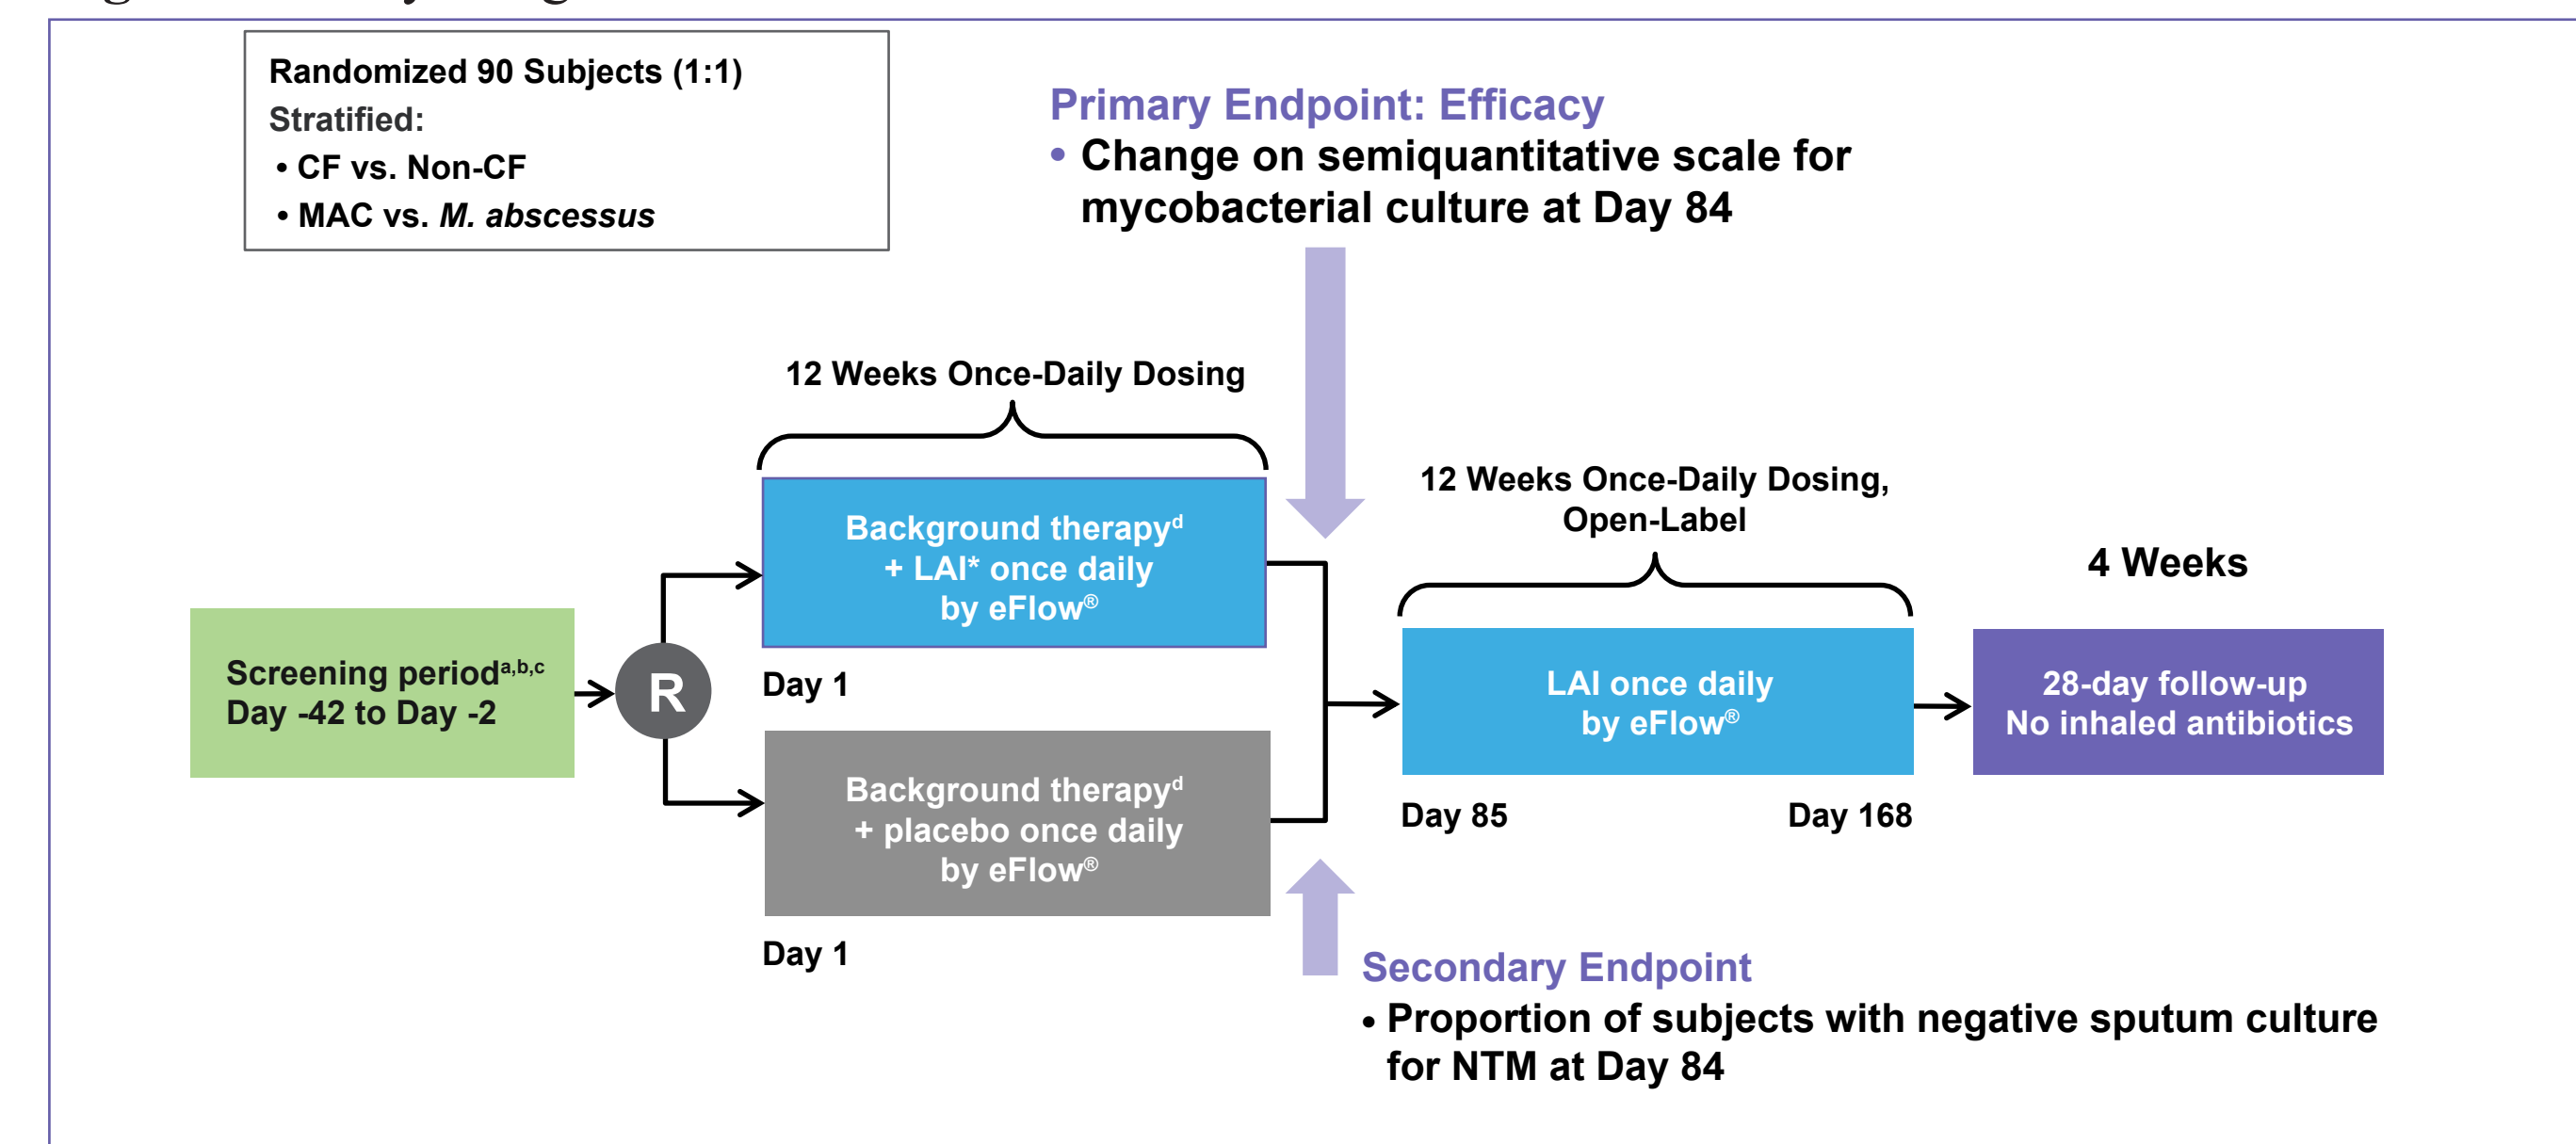 Randomized 90 Subjects (1:1)
Stratified:
• CF vs. Non-CF
• MAC vs. M. abscessus
Primary Endpoint: Efficacy
• Change on semiquantitative scale for
mycobacterial culture at Day 84
12 Weeks Once-Daily Dosing
12 Weeks Once-Daily Dosing,
Open-Label
4 Weeks
Screening perioda,b,c
Day -42 to Day -2
R
Background therapyd
+ LAI* once daily
by eFlow®
Day 1
Background therapyd
+ placebo once daily
by eFlow®
Day 1
LAI once daily
by eFlow®
Day 85
Day 168
28-day follow-up
No inhaled antibiotics
Secondary Endpoint
• Proportion of subjects with negative sputum culture
for NTM at Day 84